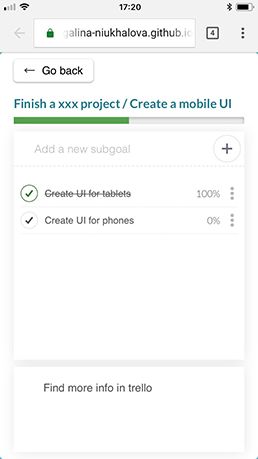 17:20
galina-niukhalova.github.io
4
← Go back
Finish a xxx project / Create a mobile UI
Add a new subgoal
Create UI for tablets 100%
Create UI for phones 0%
Find more info in trello